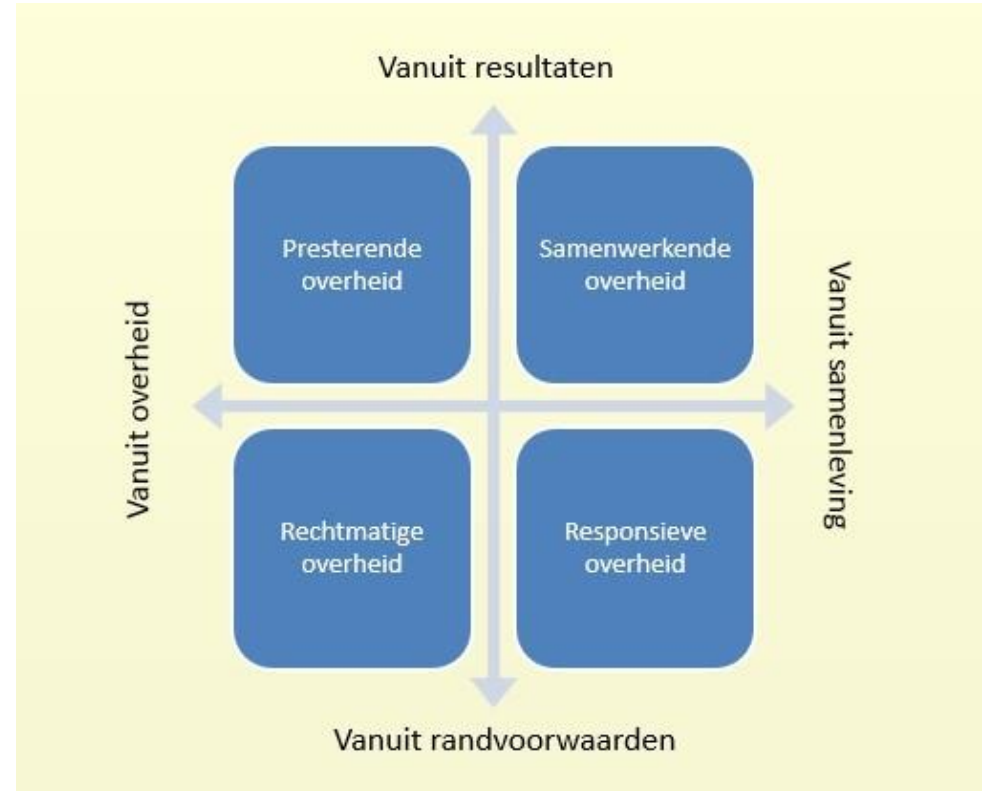 Vanuit resultaten
Presterende
overheid
Samenwerkende
overheid
Vanuit overheid
Vanuit samenleving
Rechtmatige
overheid
Responsieve
overheid
Vanuit randvoorwaarden